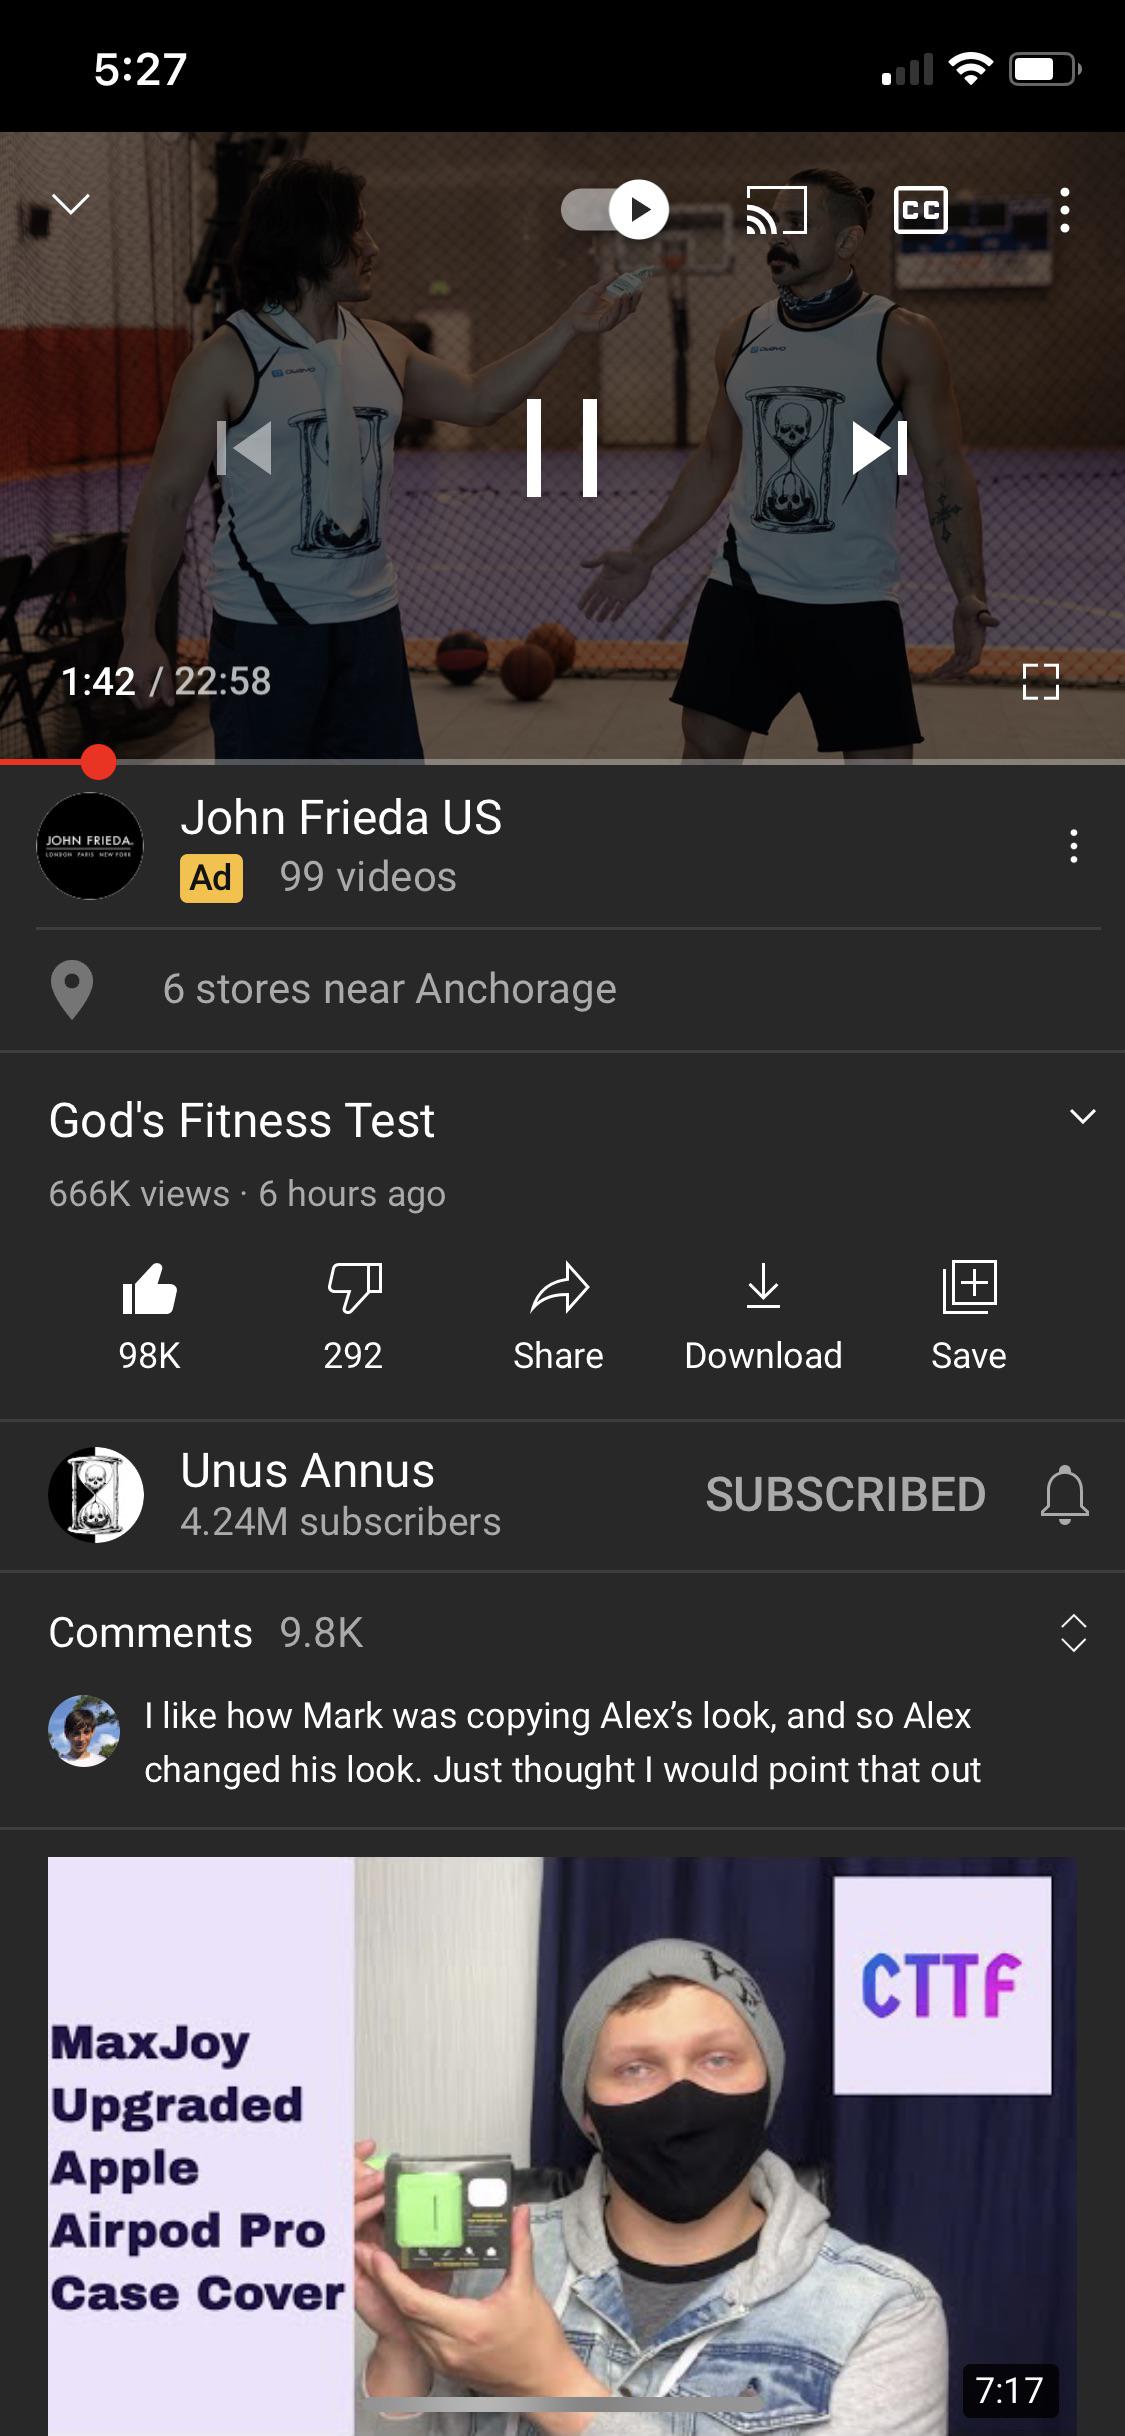 5:27
CC
OWAYO
OWAYO
1:42 / 22:58
JOHN FRIEDA
LONDON PARIS NEW YORK
John Frieda US
Ad 99 videos
6 stores near Anchorage
God's Fitness Test
666K views · 6 hours ago
98K 292 Share Download Save
Unus Annus
4.24M subscribers
SUBSCRIBED
Comments 9.8K
I like how Mark was copying Alex’s look, and so Alex
changed his look. Just thought I would point that out
CTTF
MaxJoy
Upgraded
Apple
Airpod Pro
Case Cover
7:17